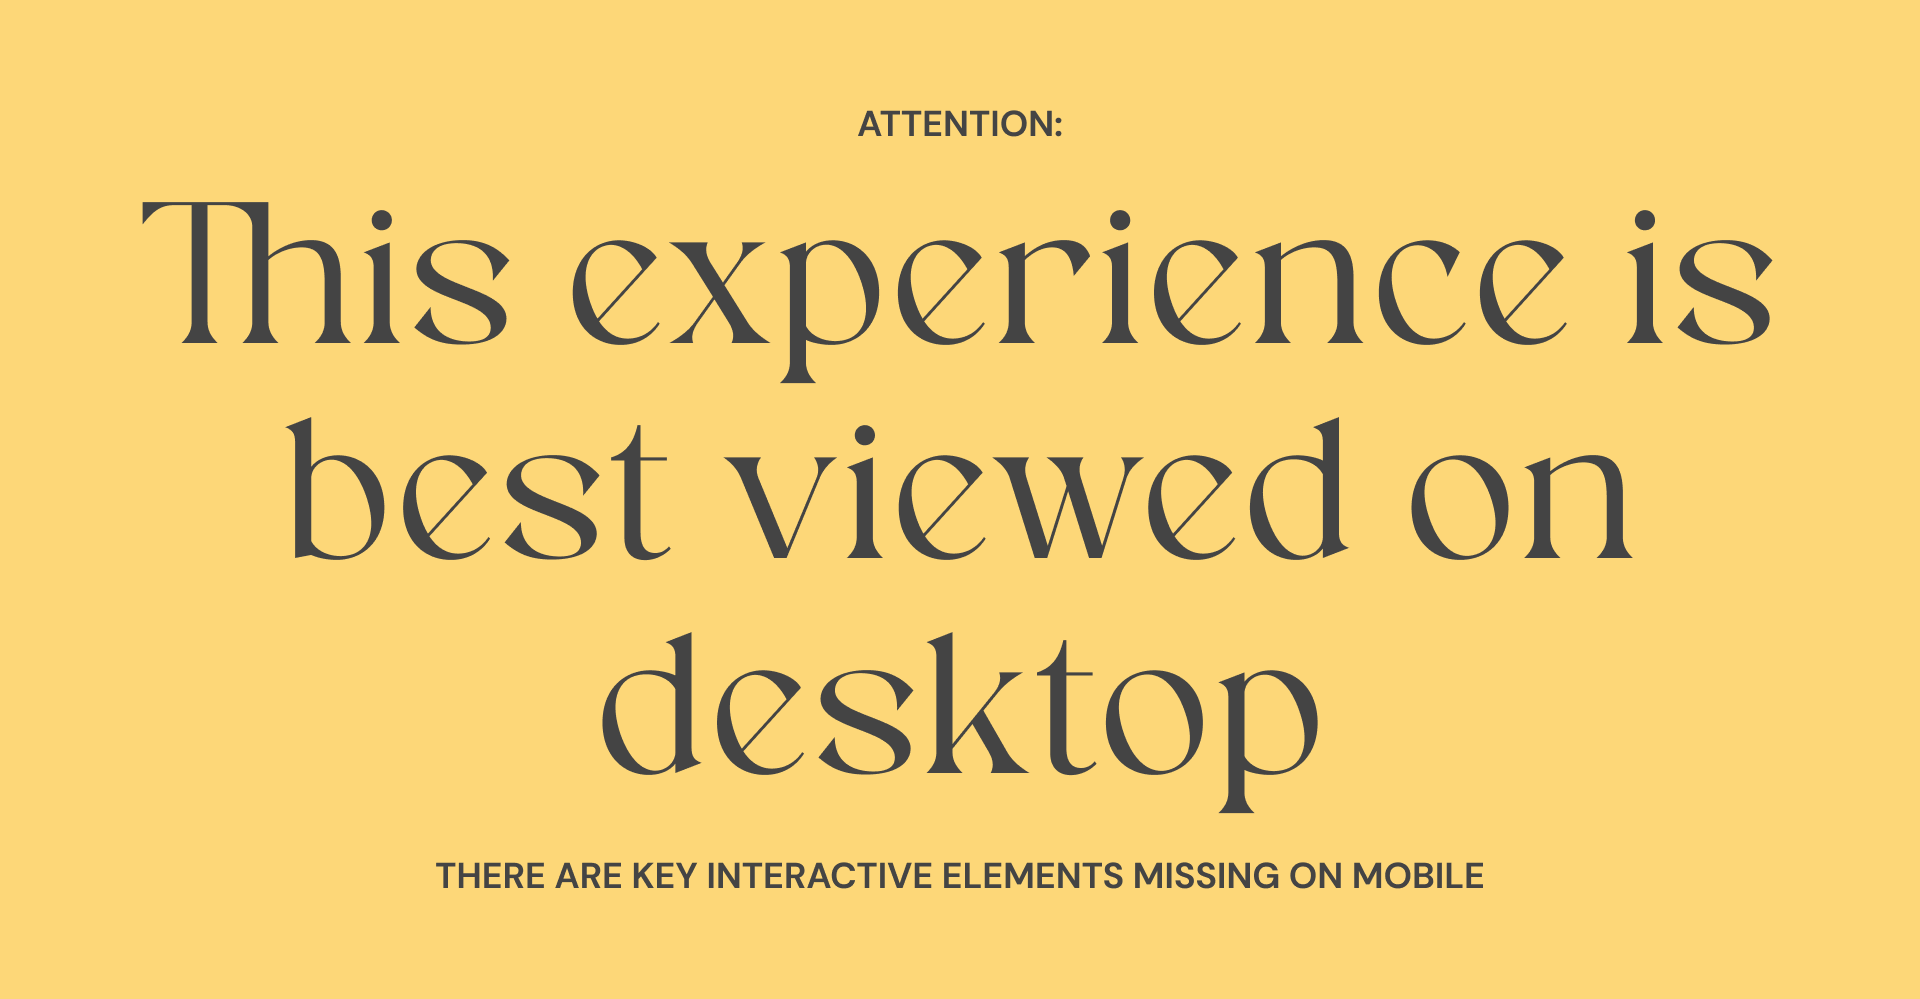 ATTENTION:
This experience is
best viewed on
desktop
THERE ARE KEY INTERACTIVE ELEMENTS MISSING ON MOBILE